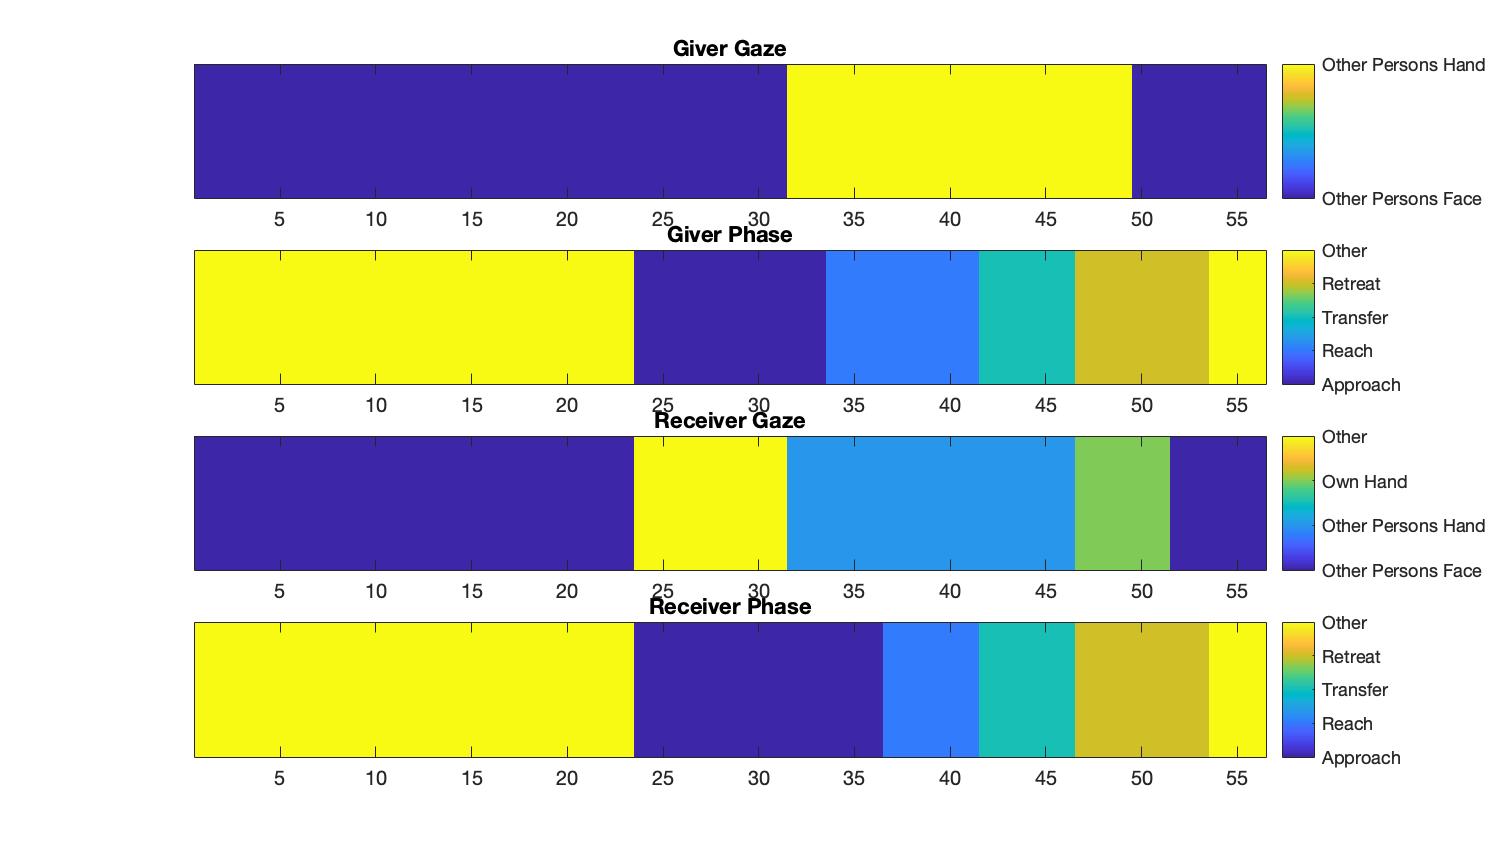 Giver Gaze
Other Persons Hand
Other Persons Face
5 10 15 20 25 30 35 40 45 50 55
Giver Phase
Other
Retreat
Transfer
Reach
Approach
5 10 15 20 25 30 35 40 45 50 55
Receiver Gaze
Other
Own Hand
Other Persons Hand
Other Persons Face
5 10 15 20 25 30 35 40 45 50 55
Receiver Phase
Other
Retreat
Transfer
Reach
Approach
5 10 15 20 25 30 35 40 45 50 55